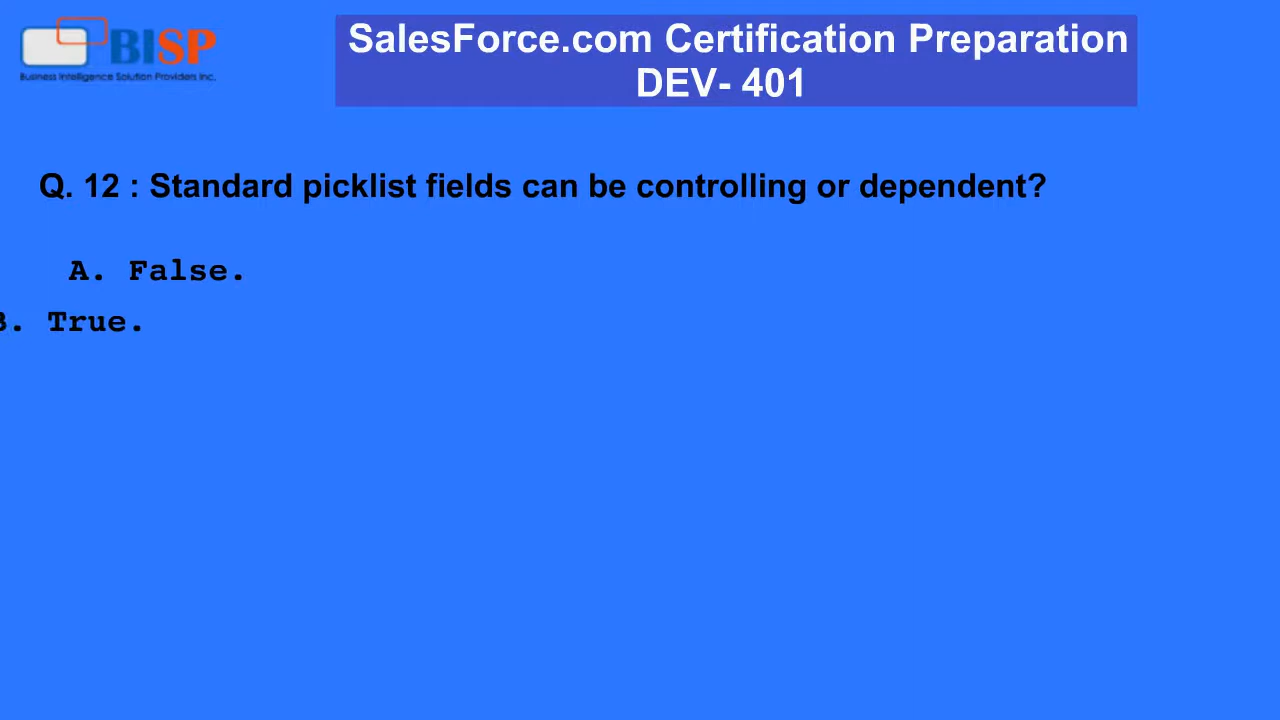 BISP
Business Intelligence Solution Providers Inc.
SalesForce.com Certification Preparation
DEV- 401
Q. 12 : Standard picklist fields can be controlling or dependent?
A. False.
B. True.